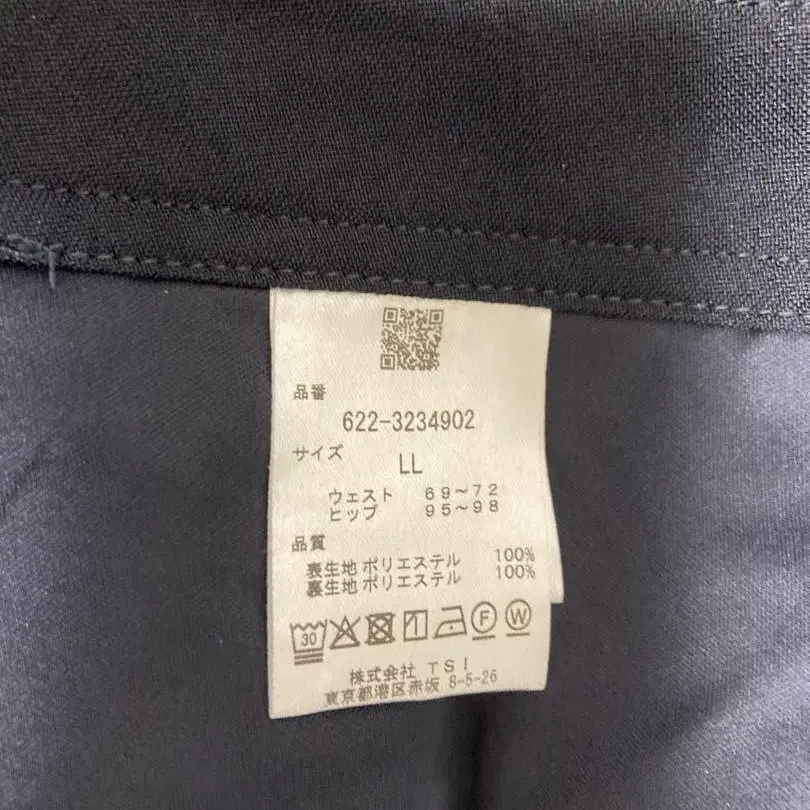 品番
622-3234902
サイズ
LL
ウェスト 69～72
ヒップ 95～98
品質
表生地 ポリエステル 100%
裏生地 ポリエステル 100%
30 F W
株式会社 TSI
東京都港区赤坂 8-5-26